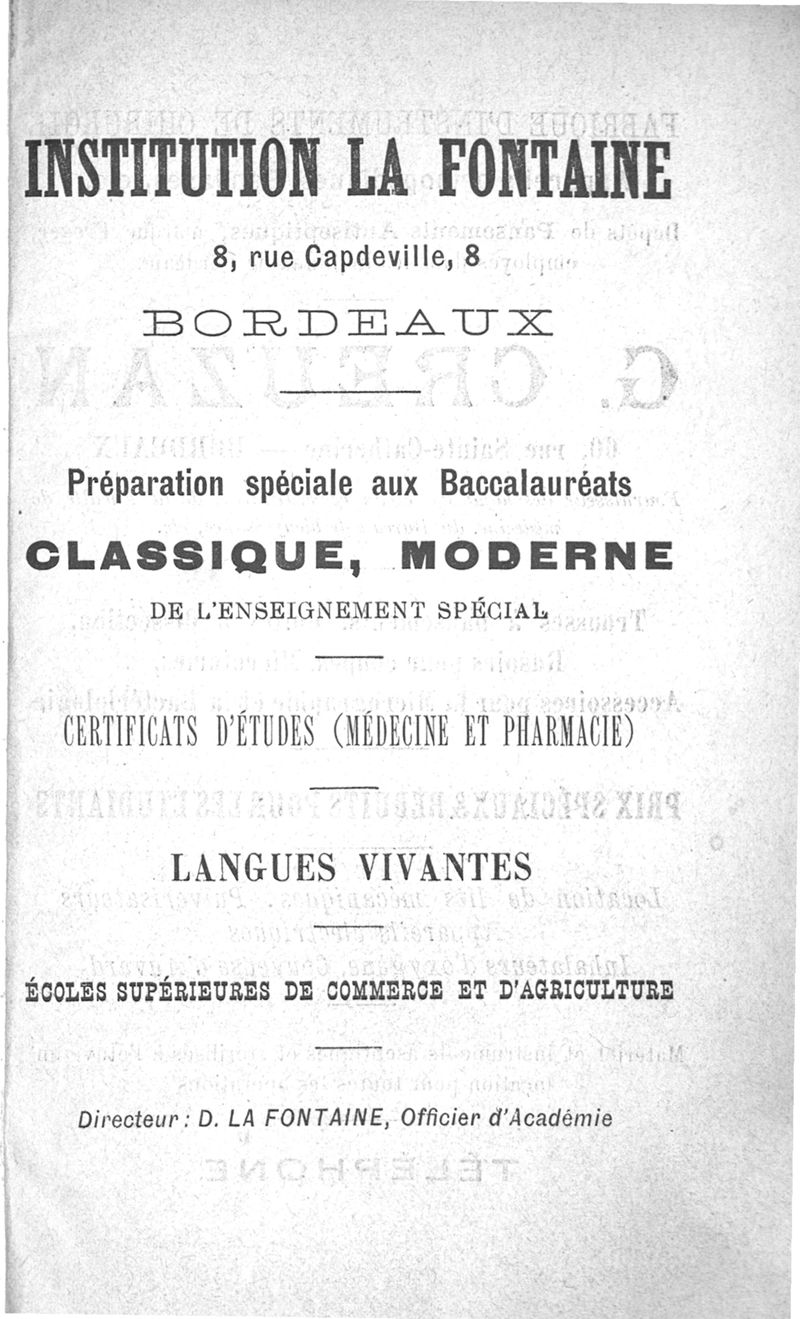 INSTITUTION LA FONTAINE
8, rue Capdeville, 8
BORDEAUX
Préparation spéciale aux Baccalauréats
CLASSIQUE, MODERNE
DE L'ENSEIGNEMENT SPÉCIAL
CERTIFICATS D'ÉTUDES (MÉDECINE ET PHARMACIE)
LANGUES VIVANTES
ÉCOLES SUPÉRIEURES DE COMMERCE ET D'AGRICULTURE
Directeur : D. LA FONTAINE, Officier d'Académie